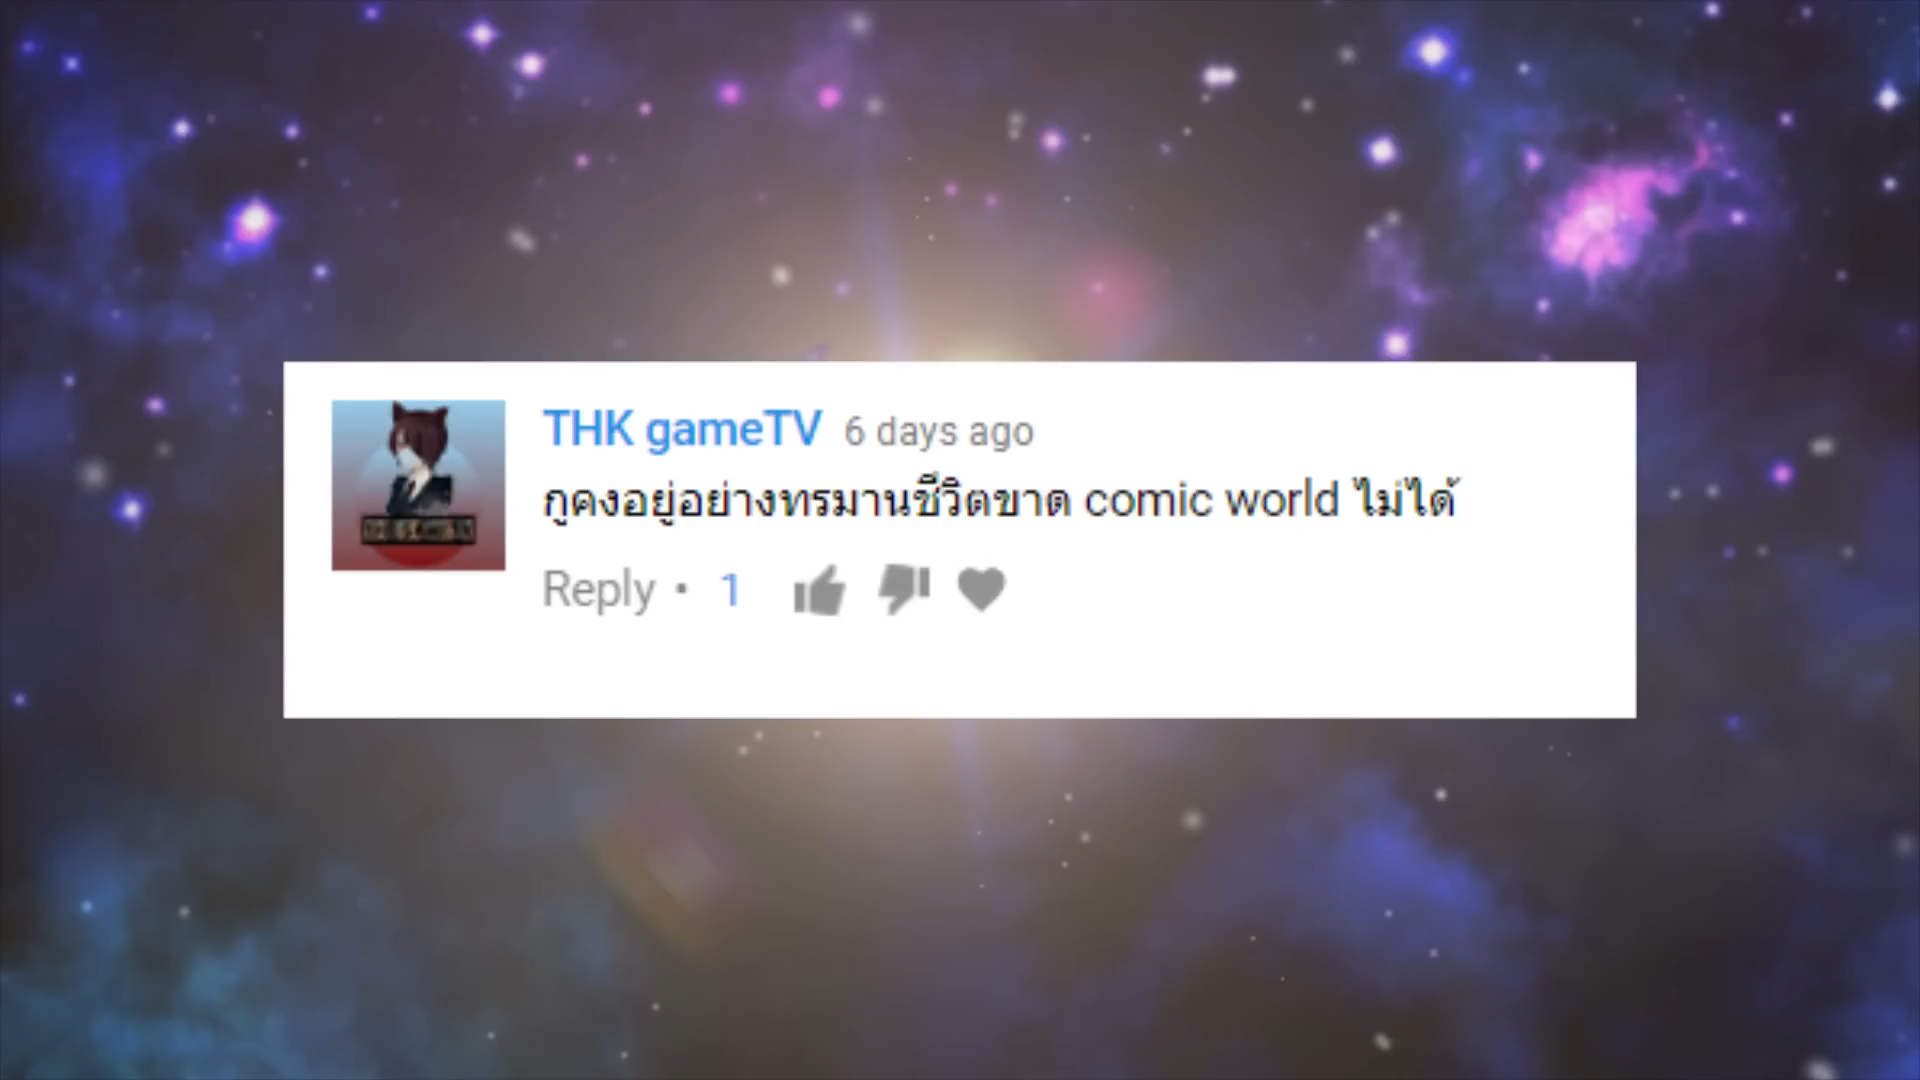 THK gameTV 6 days ago
กูคงอยู่อย่างทรมานชีวิตขาด comic world ไม่ได้
Reply • 1